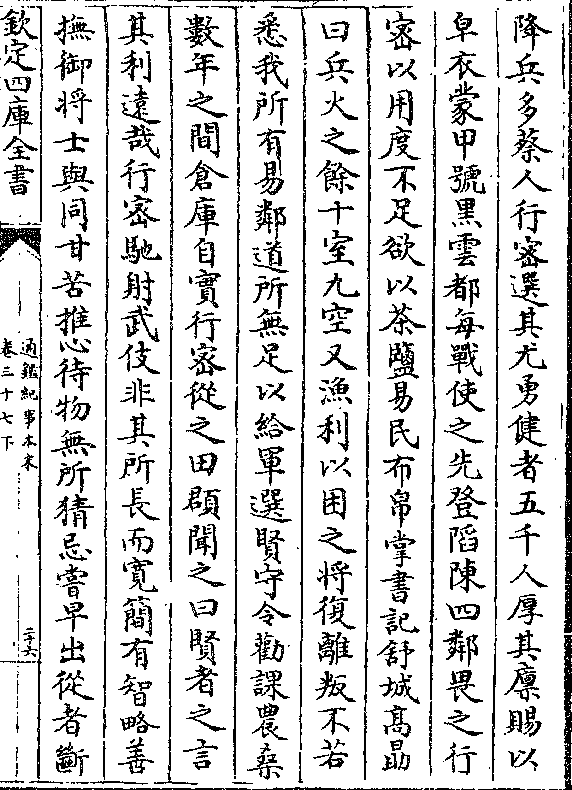 降兵多蔡人行密選其尤勇健者五千人厚其廩賜以
皁衣蒙甲號黑雲都每戰使之先登䧟陳四鄰畏之行
密以用度不足欲以茶鹽易民布帛掌書記舒城髙朂
曰兵火之餘十室九空又漁利以困之将復離叛不若
悉我所有易鄰道所無足以給軍選賢守令勸課農桑
數年之間倉庫自實行密從之田頵聞之曰賢者之言
其利遠哉行密馳射武伎非其所長而寛簡有智略善
撫御将士與同甘苦推心待物無所猜忌嘗早出從者斷
欽定四庫全書
通鑑紀事本末
卷三十七下
二十六